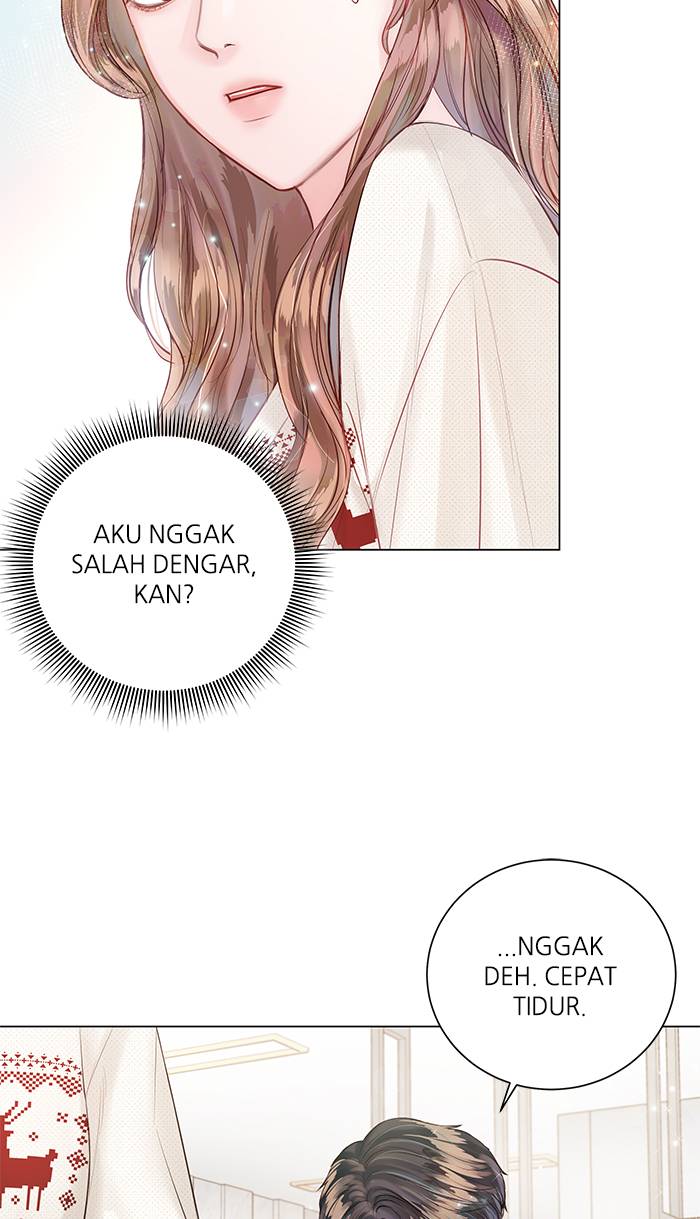 AKU NGGAK
SALAH DENGAR,
KAN?
...NGGAK
DEH. CEPAT
TIDUR.